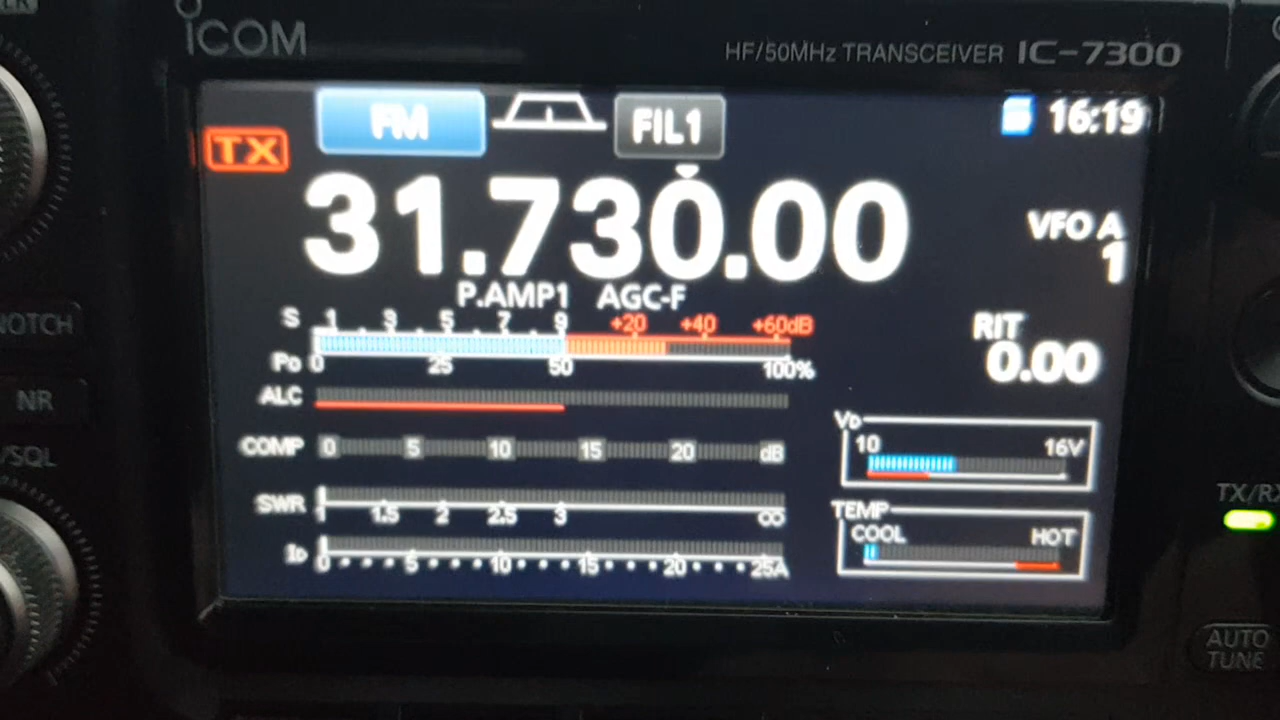 ICOM
HF/50MHz TRANSCEIVER IC-7300
FM FIL1 16:19
TX
31.730.00
VFO A
1
P.AMP1 AGC-F
S 1 3 5 7 9 +20 +40 +60dB
Po 0 25 50 100%
RIT
0.00
ALC
COMP 0 5 10 15 20 dB
SWR 1 1.5 2 2.5 3 ∞
ID 0 5 10 15 20 25A
VD
10 16V
TEMP
COOL HOT
NOTCH
NR
/SQL
TX/RX
AUTO
TUNE